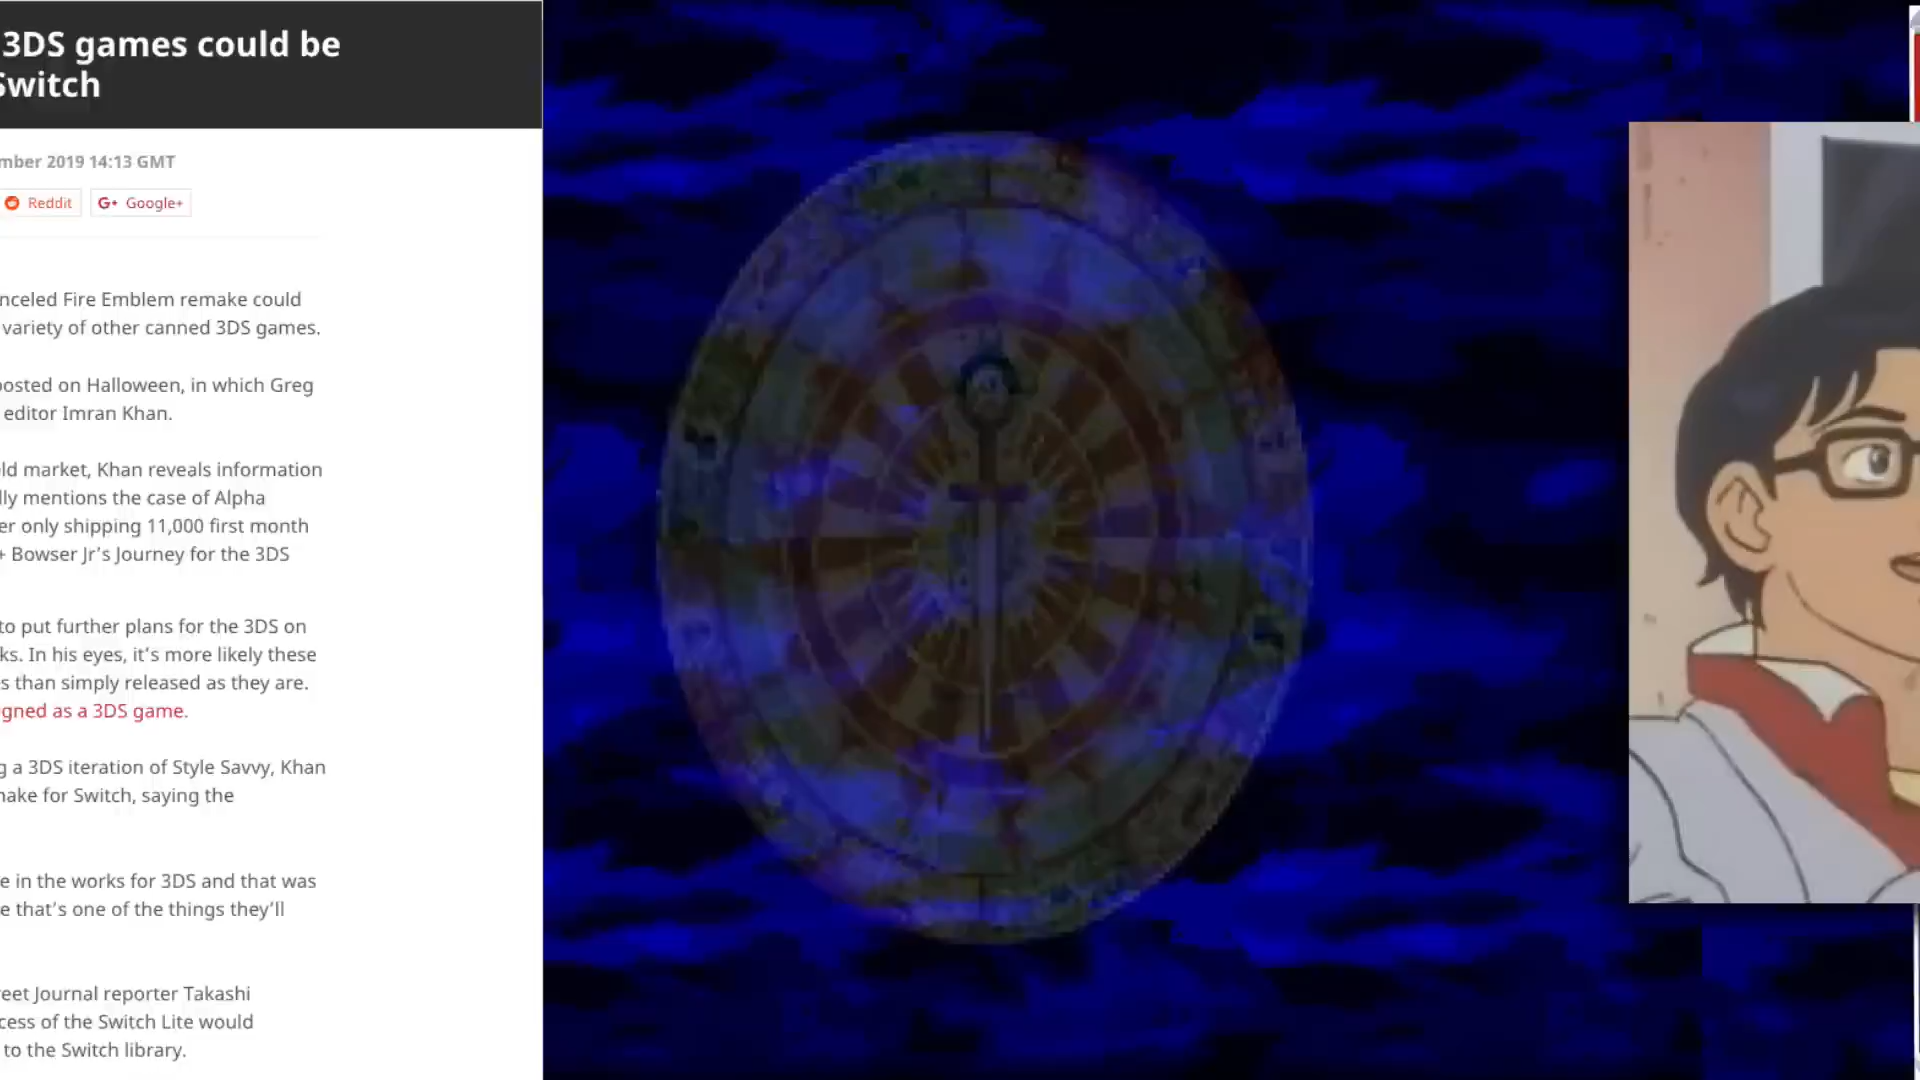 3DS games could be
Switch
mber 2019 14:13 GMT
Reddit
G+ Google+
nceled Fire Emblem remake could
variety of other canned 3DS games.
posted on Halloween, in which Greg
editor Imran Khan.
ld market, Khan reveals information
lly mentions the case of Alpha
er only shipping 11,000 first month
+ Bowser Jr's Journey for the 3DS
to put further plans for the 3DS on
ks. In his eyes, it's more likely these
s than simply released as they are.
igned as a 3DS game.
g a 3DS iteration of Style Savvy, Khan
make for Switch, saying the
e in the works for 3DS and that was
e that's one of the things they'll
reet Journal reporter Takashi
cess of the Switch Lite would
to the Switch library.